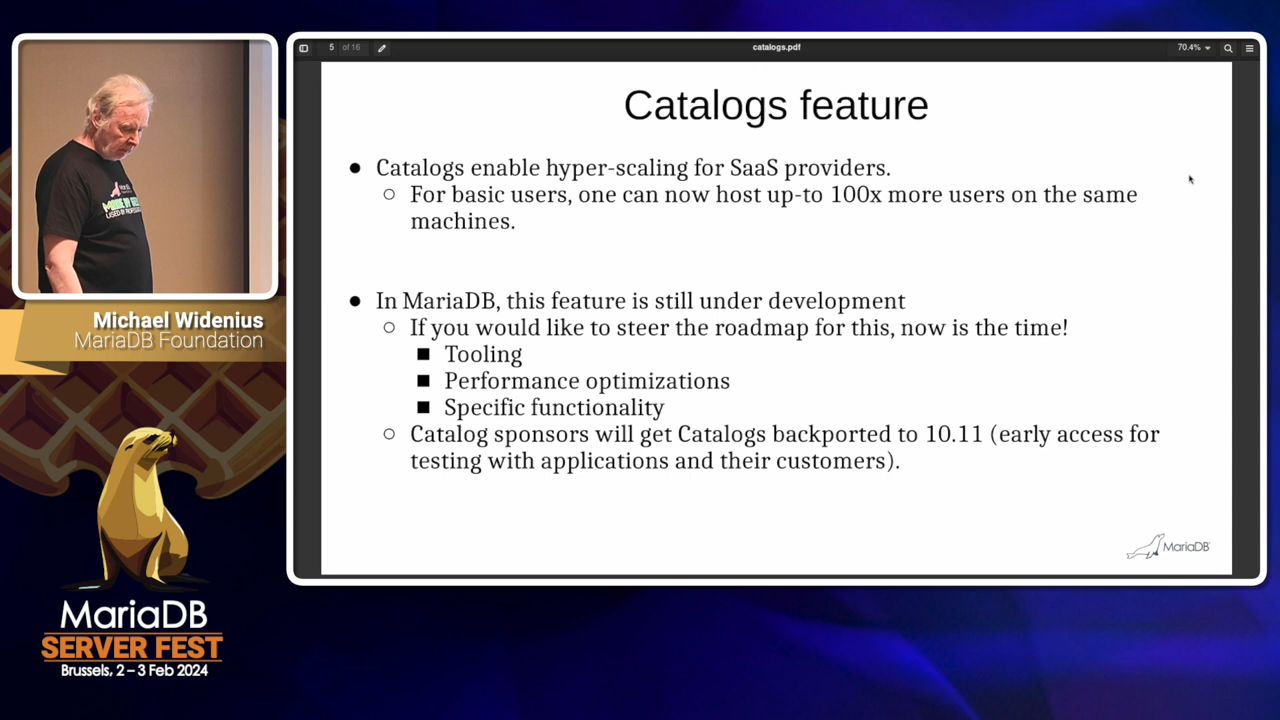 5 of 16
catalogs.pdf
70.4%
Catalogs feature
● Catalogs enable hyper-scaling for SaaS providers.
○ For basic users, one can now host up-to 100x more users on the same
machines.
● In MariaDB, this feature is still under development
○ If you would like to steer the roadmap for this, now is the time!
■ Tooling
■ Performance optimizations
■ Specific functionality
○ Catalog sponsors will get Catalogs backported to 10.11 (early access for
testing with applications and their customers).
MariaDB
Michael Widenius
MariaDB Foundation
MariaDB
SERVER FEST
Brussels, 2 – 3 Feb 2024